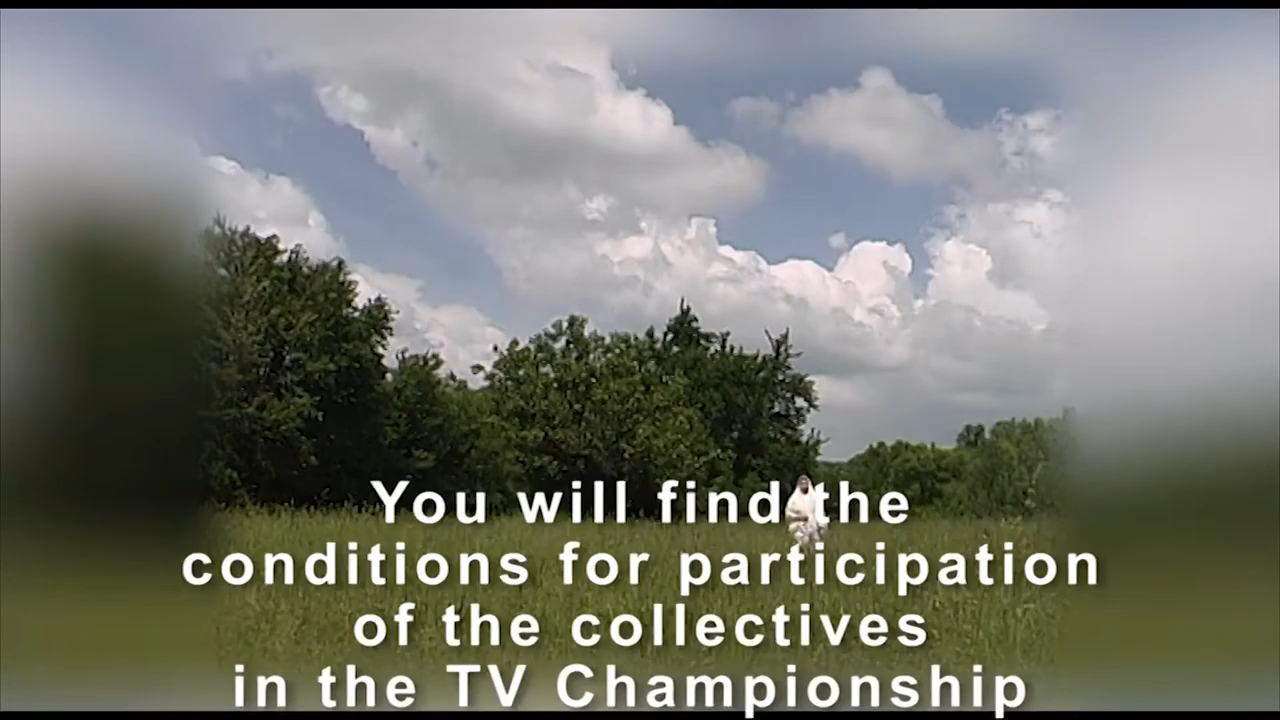 You will find the
conditions for participation
of the collectives
in the TV Championship